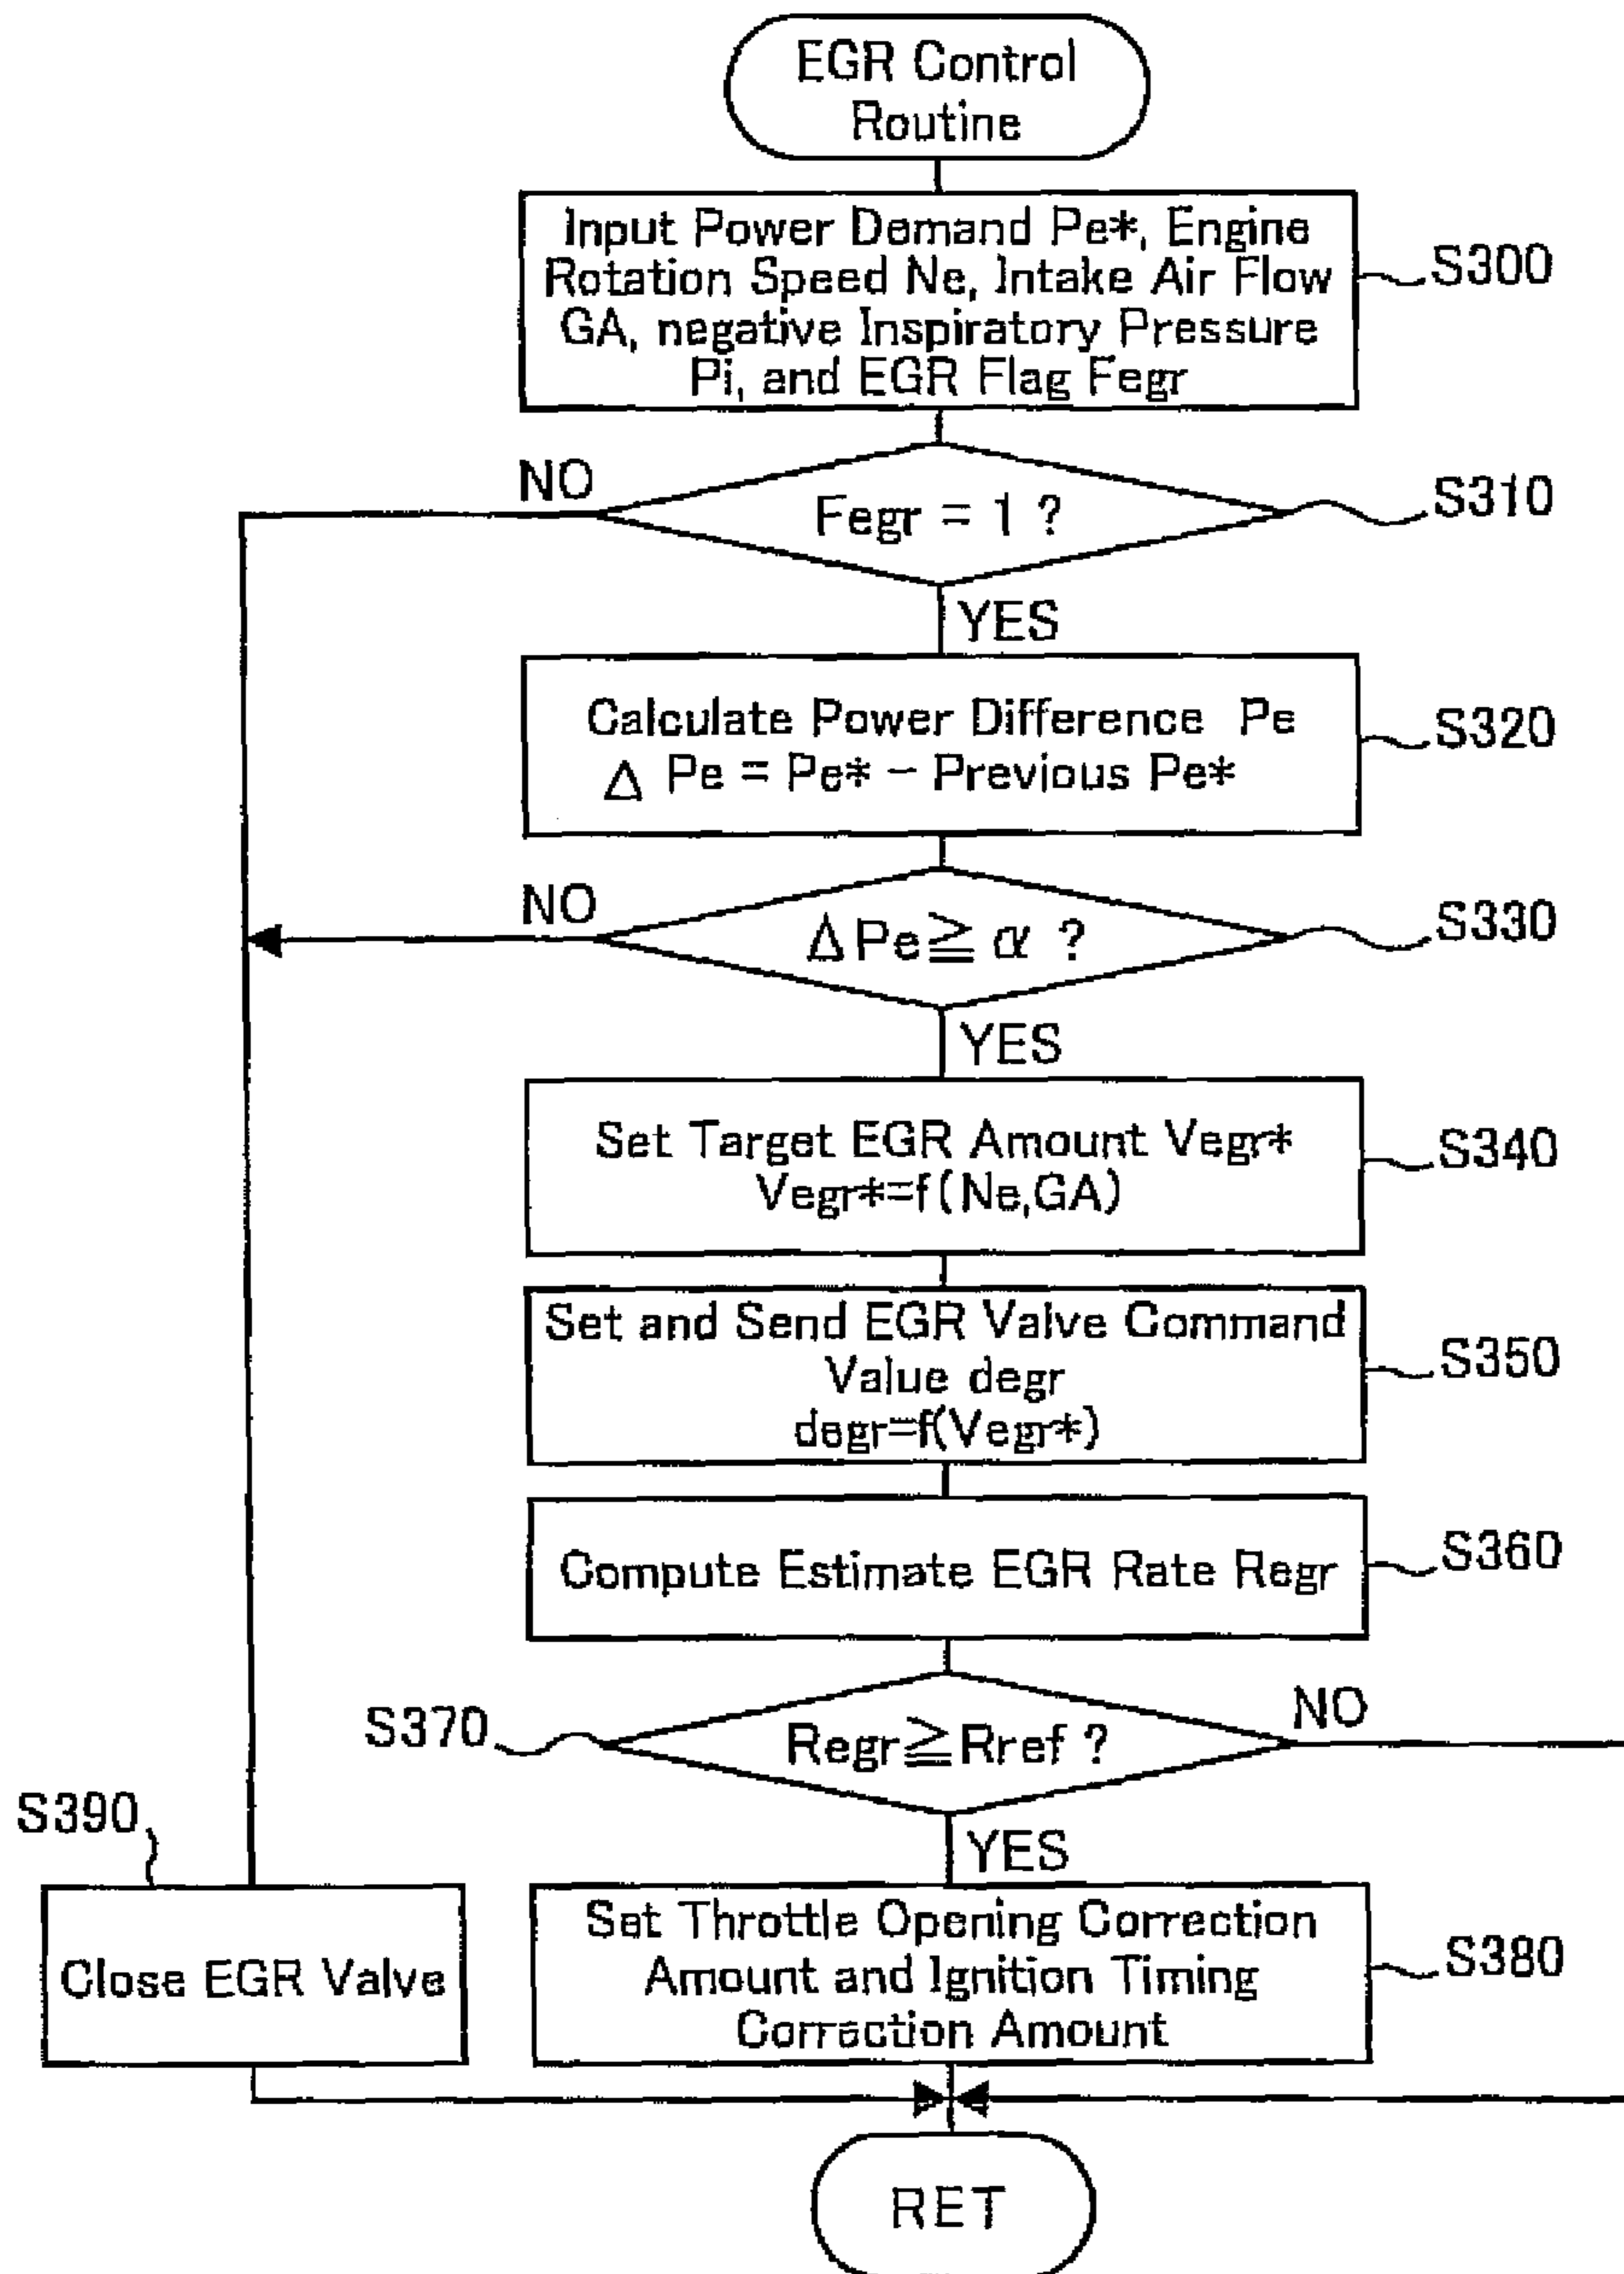 EGR Control
Routine
Input Power Demand Pe*, Engine
Rotation Speed Ne, Intake Air Flow
GA, negative Inspiratory Pressure
Pi, and EGR Flag Fegr
S300
NO
Fegr = 1 ?
S310
YES
Calculate Power Difference Pe
Δ Pe = Pe* − Previous Pe*
S320
NO
ΔPe≧α ?
S330
YES
Set Target EGR Amount Vegr*
Vegr*=f(Ne,GA)
S340
Set and Send EGR Valve Command
Value degr
degr=f(Vegr*)
S350
Compute Estimate EGR Rate Regr
S360
S370
Regr≧Rref ?
NO
YES
S390
Close EGR Valve
Set Throttle Opening Correction
Amount and Ignition Timing
Correction Amount
S380
RET